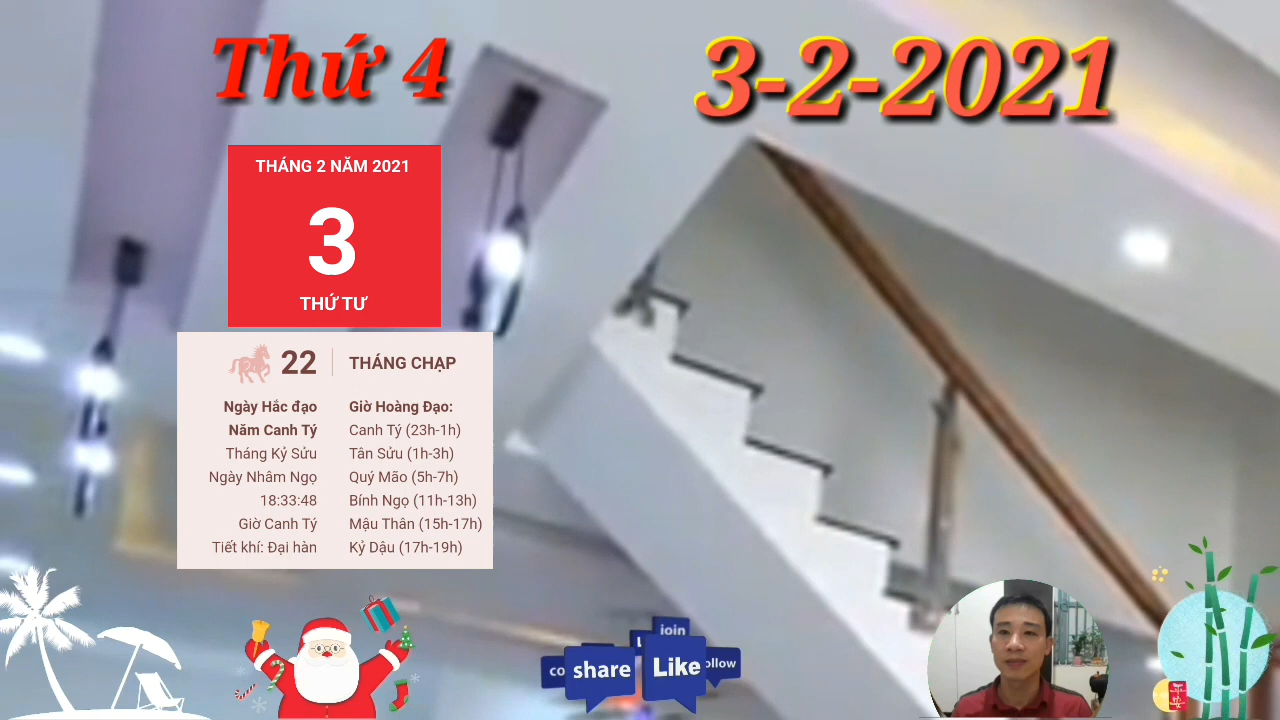 Thứ 4
3-2-2021
THÁNG 2 NĂM 2021
3
THỨ TƯ
22
THÁNG CHẠP
Ngày Hắc đạo
Năm Canh Tý
Tháng Kỷ Sửu
Ngày Nhâm Ngọ
18:33:48
Giờ Canh Tý
Tiết khí: Đại hàn
Giờ Hoàng Đạo:
Canh Tý (23h-1h)
Tân Sửu (1h-3h)
Quý Mão (5h-7h)
Bính Ngọ (11h-13h)
Mậu Thân (15h-17h)
Kỷ Dậu (17h-19h)
join
co
share
Like
ollow